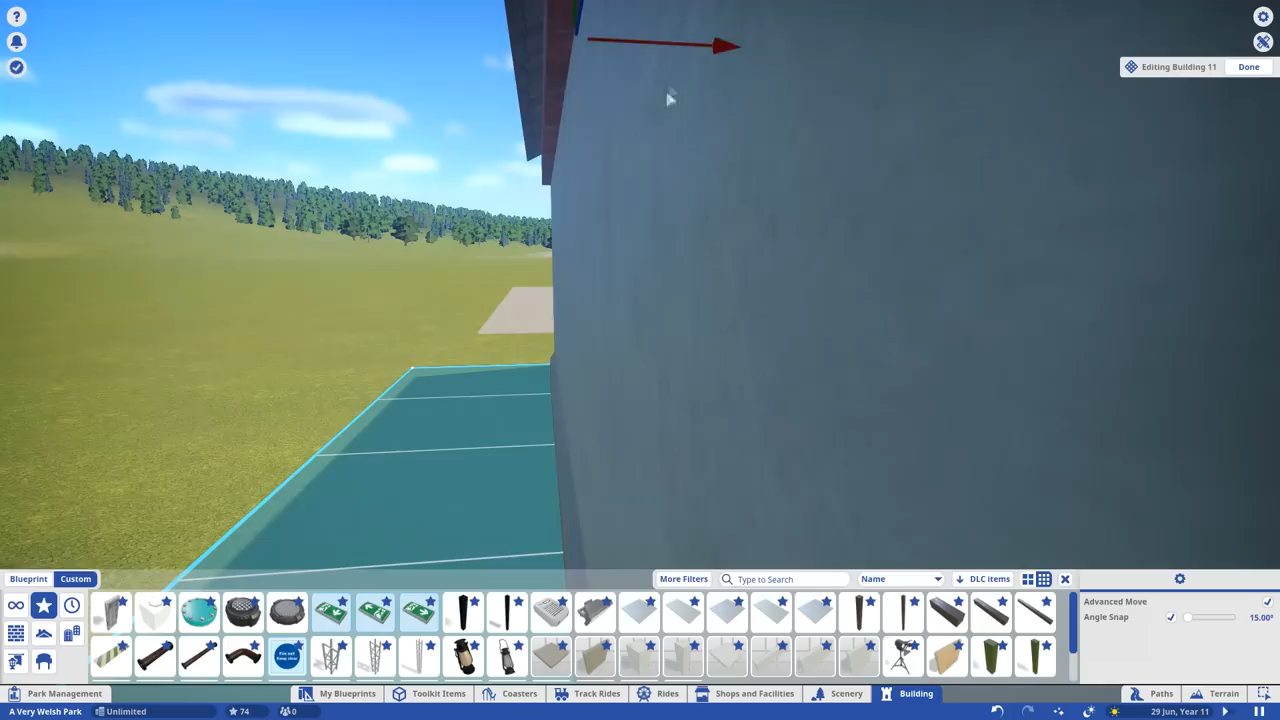 ?
Editing Building 11 Done
Blueprint Custom More Filters Type to Search Name DLC items
Advanced Move
Angle Snap 15.00°
Park Management My Blueprints Toolkit Items Coasters Track Rides Rides Shops and Facilities Scenery Building Paths Terrain
A Very Welsh Park Unlimited 74 0 29 Jun, Year 11